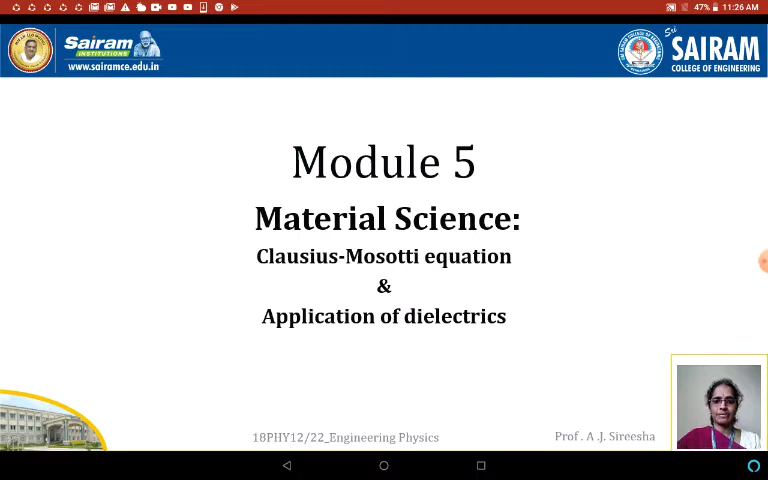 47% 11:26 AM
Sairam
INSTITUTIONS
www.sairamce.edu.in
Sri
SAIRAM
COLLEGE OF ENGINEERING
Module 5
Material Science:
Clausius-Mosotti equation
&
Application of dielectrics
18PHY12/22_Engineering Physics
Prof . A .J. Sireesha